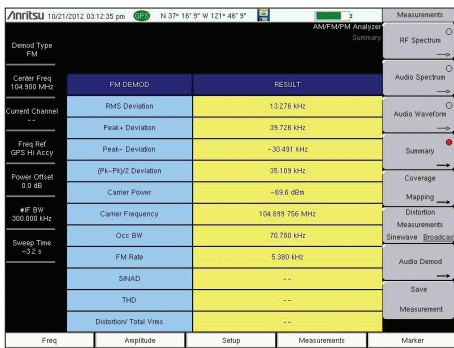 Anritsu 10/21/2012 03:12:35 pm GPS N 37° 16' 9" W 121° 46' 9"
AM/FM/PM Analyzer
Summary
Demod Type
FM
Center Freq
104.900 MHz
Current Channel
--
Freq Ref
GPS Hi Accy
Power Offset
0.0 dB
#IF BW
300.000 kHz
Sweep Time
~3.2 s
FM DEMOD RESULT
RMS Deviation 13.276 kHz
Peak+ Deviation 39.726 kHz
Peak- Deviation -30.491 kHz
(Pk-Pk)/2 Deviation 35.109 kHz
Carrier Power -69.6 dBm
Carrier Frequency 104.899 756 MHz
Occ BW 70.780 kHz
FM Rate 5.380 kHz
SINAD --
THD --
Distortion/ Total Vrms --
Measurements
RF Spectrum
Audio Spectrum
Audio Waveform
Summary
Coverage
Mapping
Distortion
Measurements
Sinewave Broadcast
Audio Demod
Save
Measurement
Freq Amplitude Setup Measurements Marker